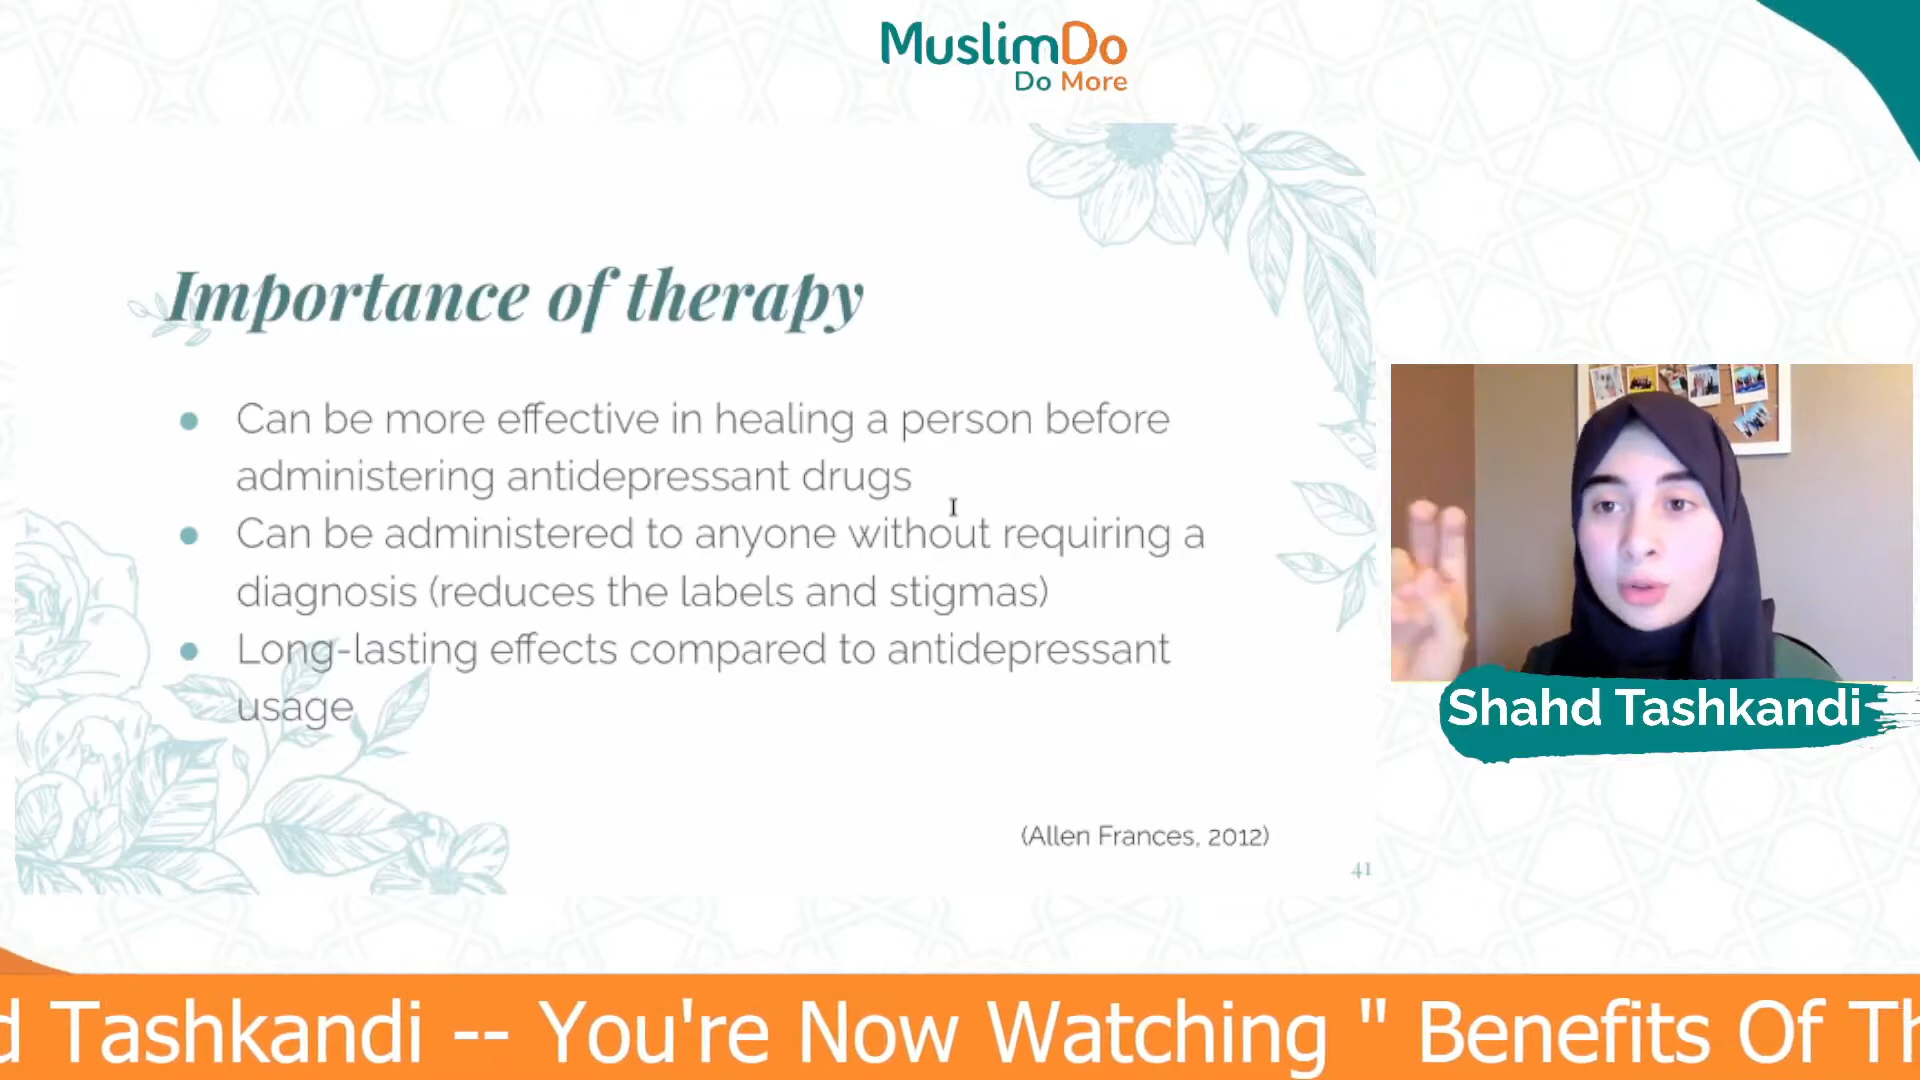 MuslimDo
Do More
Importance of therapy
● Can be more effective in healing a person before
administering antidepressant drugs
● Can be administered to anyone without requiring a
diagnosis (reduces the labels and stigmas)
● Long-lasting effects compared to antidepressant
usage
(Allen Frances, 2012)
41
Shahd Tashkandi
d Tashkandi -- You're Now Watching " Benefits Of Th